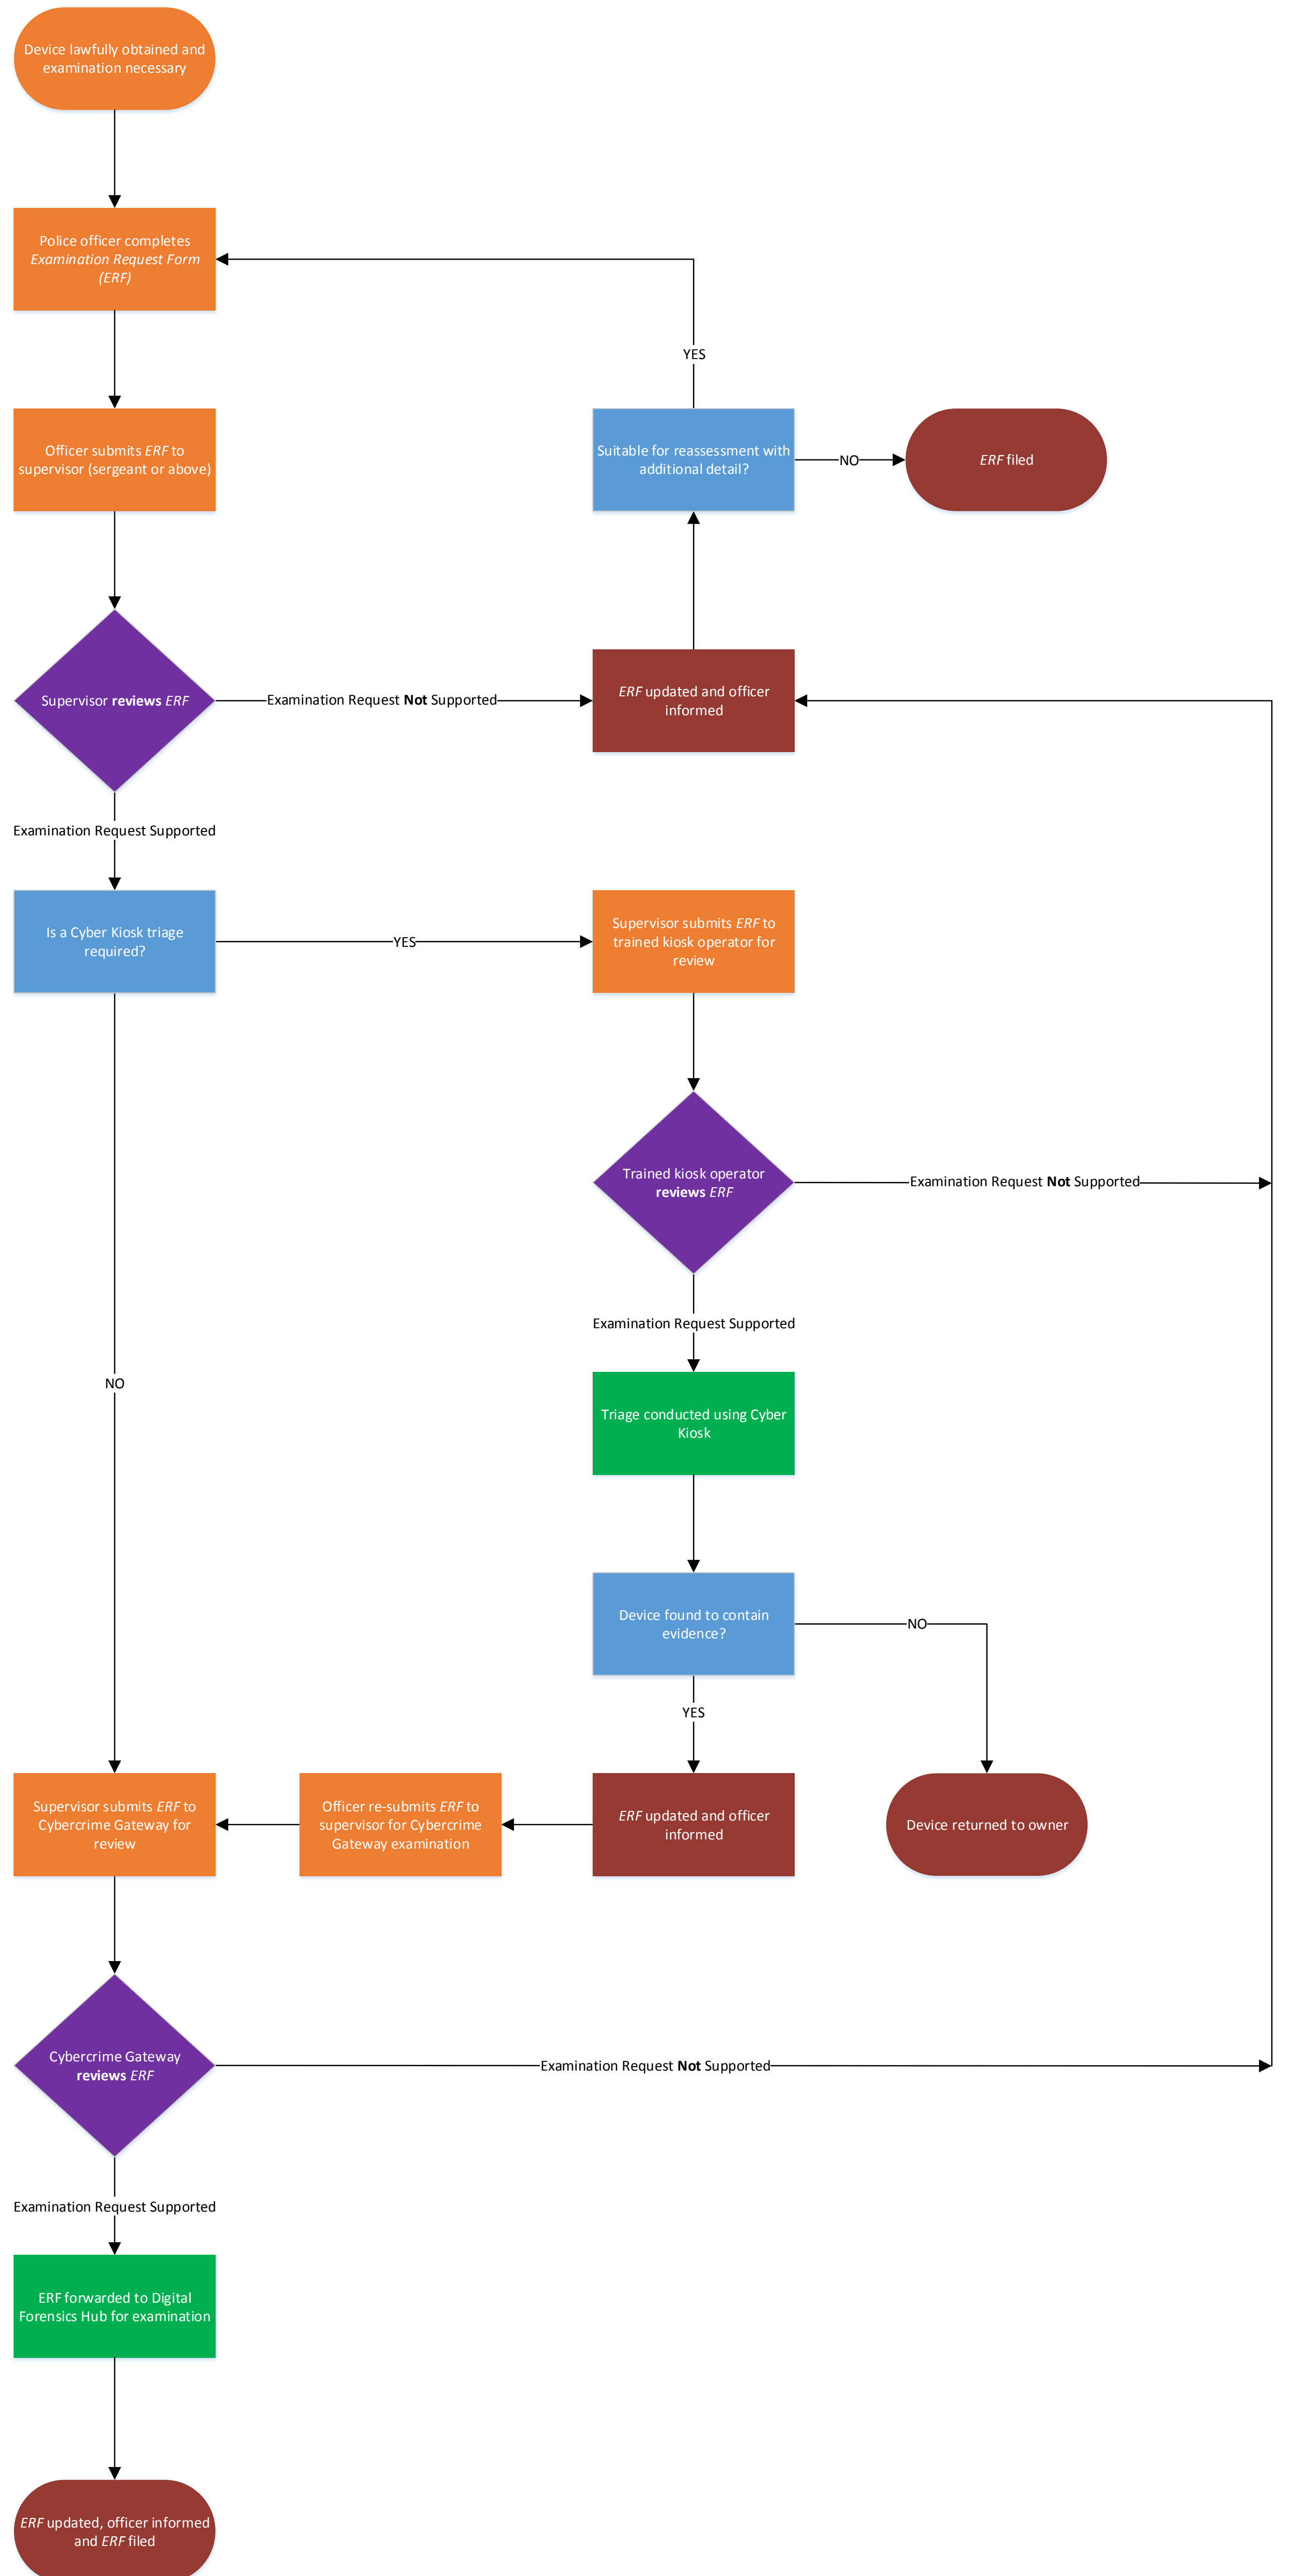 Device lawfully obtained and
examination necessary
Police officer completes
Examination Request Form
(ERF)
YES
Officer submits ERF to
supervisor (sergeant or above)
Suitable for reassessment with
additional detail?
NO
ERF filed
Supervisor reviews ERF
Examination Request Not Supported
ERF updated and officer
informed
Examination Request Supported
Is a Cyber Kiosk triage
required?
YES
Supervisor submits ERF to
trained kiosk operator for
review
Trained kiosk operator
reviews ERF
Examination Request Not Supported
Examination Request Supported
NO
Triage conducted using Cyber
Kiosk
Device found to contain
evidence?
NO
YES
Supervisor submits ERF to
Cybercrime Gateway for
review
Officer re-submits ERF to
supervisor for Cybercrime
Gateway examination
ERF updated and officer
informed
Device returned to owner
Cybercrime Gateway
reviews ERF
Examination Request Not Supported
Examination Request Supported
ERF forwarded to Digital
Forensics Hub for examination
ERF updated, officer informed
and ERF filed